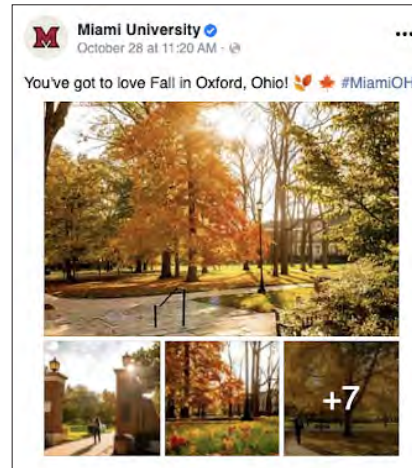 M
Miami University
October 28 at 11:20 AM ·
You've got to love Fall in Oxford, Ohio! 🍂 🍁 #MiamiOH
+7